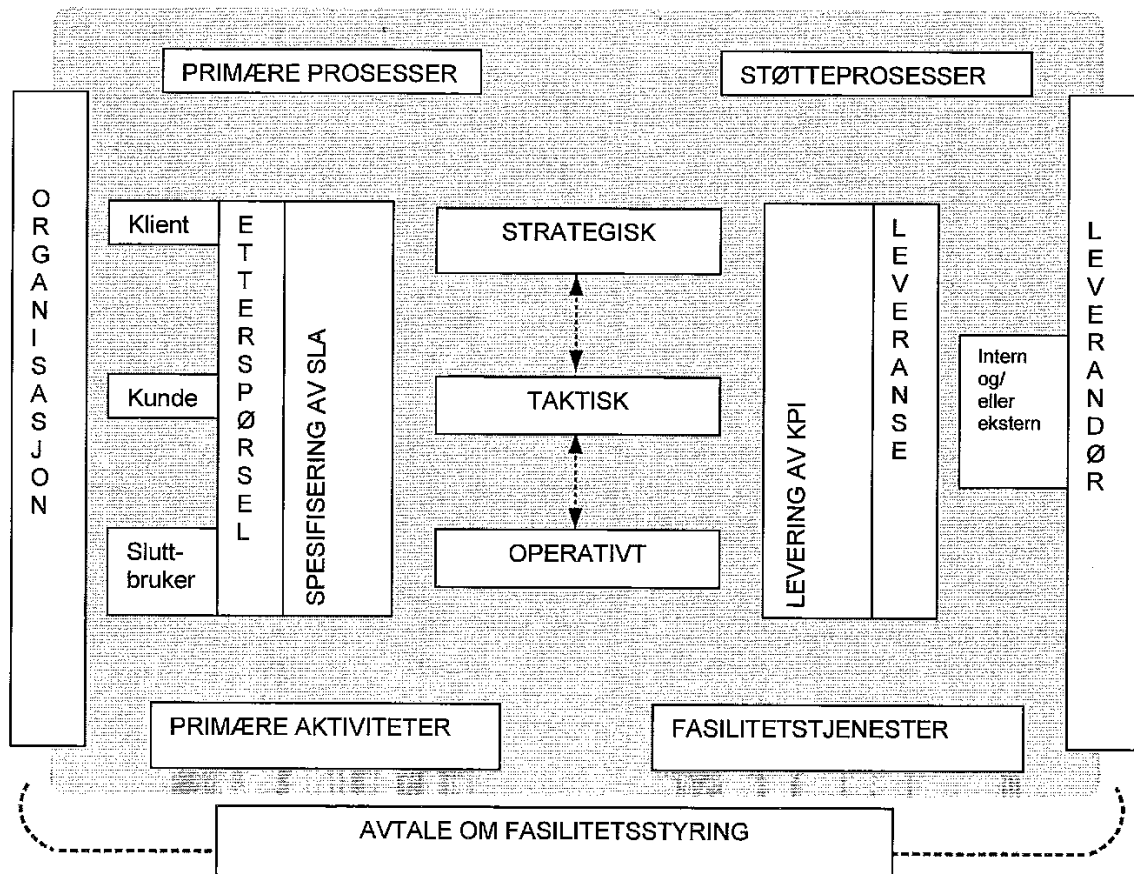 PRIMÆRE PROSESSER
STØTTEPROSESSER
ORGANISASJON
Klient
Kunde
Slutt-
bruker
ETTERSPØRSEL
SPESIFISERING AV SLA
STRATEGISK
TAKTISK
OPERATIVT
LEVERING AV KPI
LEVERANSE
Intern
og/
eller
ekstern
LEVERANDØR
PRIMÆRE AKTIVITETER
FASILITETSTJENESTER
AVTALE OM FASILITETSSTYRING